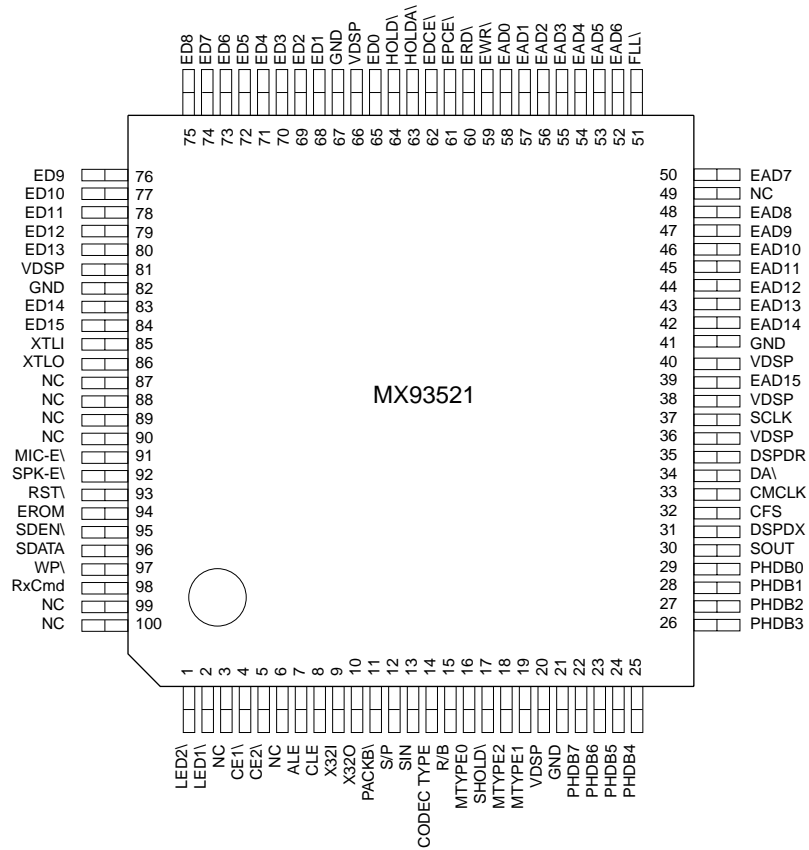 ED8
ED7
ED6
ED5
ED4
ED3
ED2
ED1
GND
VDSP
ED0
HOLD\
HOLDA\
EDCE\
EPCE\
ERD\
EWR\
EAD0
EAD1
EAD2
EAD3
EAD4
EAD5
EAD6
FLL\
75 74 73 72 71 70 69 68 67 66 65 64 63 62 61 60 59 58 57 56 55 54 53 52 51
ED9 76
ED10 77
ED11 78
ED12 79
ED13 80
VDSP 81
GND 82
ED14 83
ED15 84
XTLI 85
XTLO 86
NC 87
NC 88
NC 89
NC 90
MIC-E\ 91
SPK-E\ 92
RST\ 93
EROM 94
SDEN\ 95
SDATA 96
WP\ 97
RxCmd 98
NC 99
NC 100
MX93521
50 EAD7
49 NC
48 EAD8
47 EAD9
46 EAD10
45 EAD11
44 EAD12
43 EAD13
42 EAD14
41 GND
40 VDSP
39 EAD15
38 VDSP
37 SCLK
36 VDSP
35 DSPDR
34 DA\
33 CMCLK
32 CFS
31 DSPDX
30 SOUT
29 PHDB0
28 PHDB1
27 PHDB2
26 PHDB3
1 2 3 4 5 6 7 8 9 10 11 12 13 14 15 16 17 18 19 20 21 22 23 24 25
LED2\
LED1\
NC
CE1\
CE2\
NC
ALE
CLE
X32I
X32O
PACKB\
S/P
SIN
CODEC TYPE
R/B
MTYPE0
SHOLD\
MTYPE2
MTYPE1
VDSP
GND
PHDB7
PHDB6
PHDB5
PHDB4